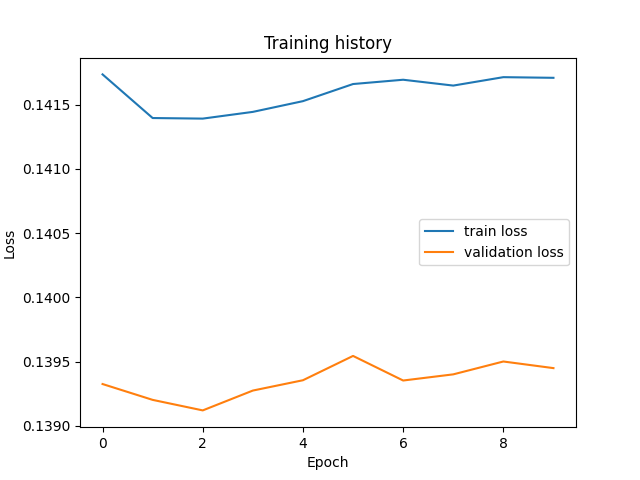 Training history
Loss
0.1415
0.1410
0.1405
0.1400
0.1395
0.1390
train loss
validation loss
0 2 4 6 8
Epoch